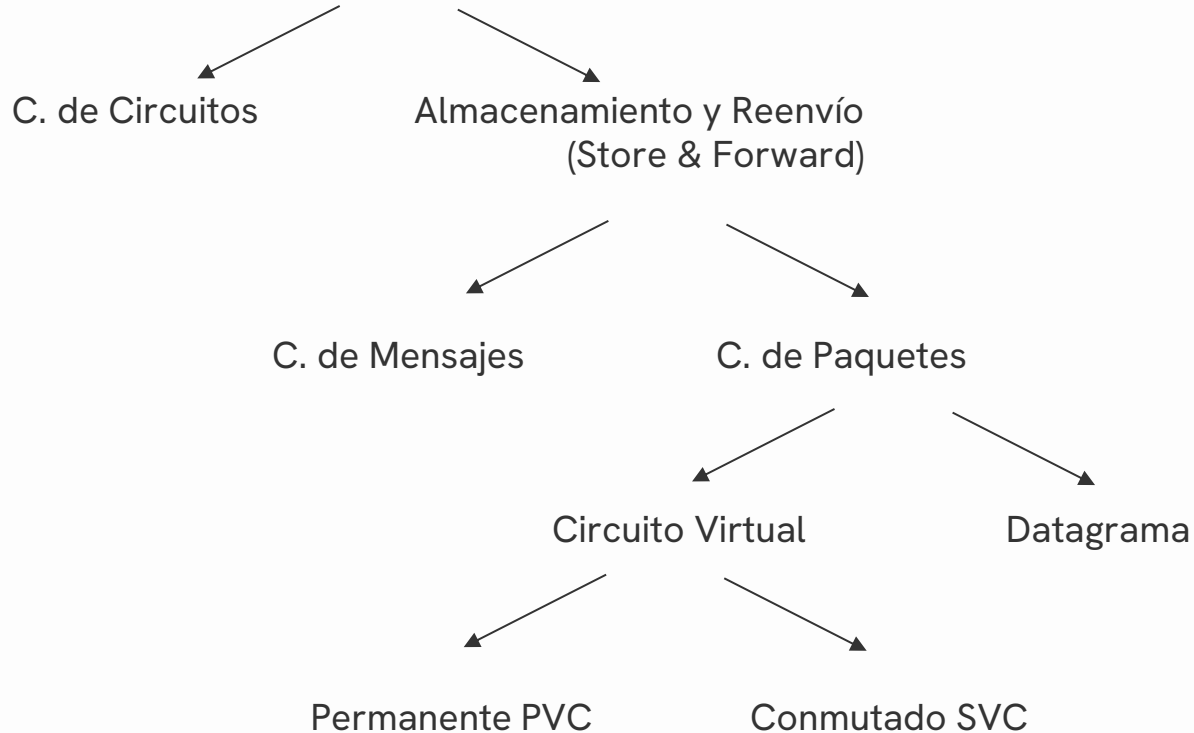 C. de Circuitos
Almacenamiento y Reenvío
(Store & Forward)
C. de Mensajes
C. de Paquetes
Circuito Virtual
Datagrama
Permanente PVC
Conmutado SVC